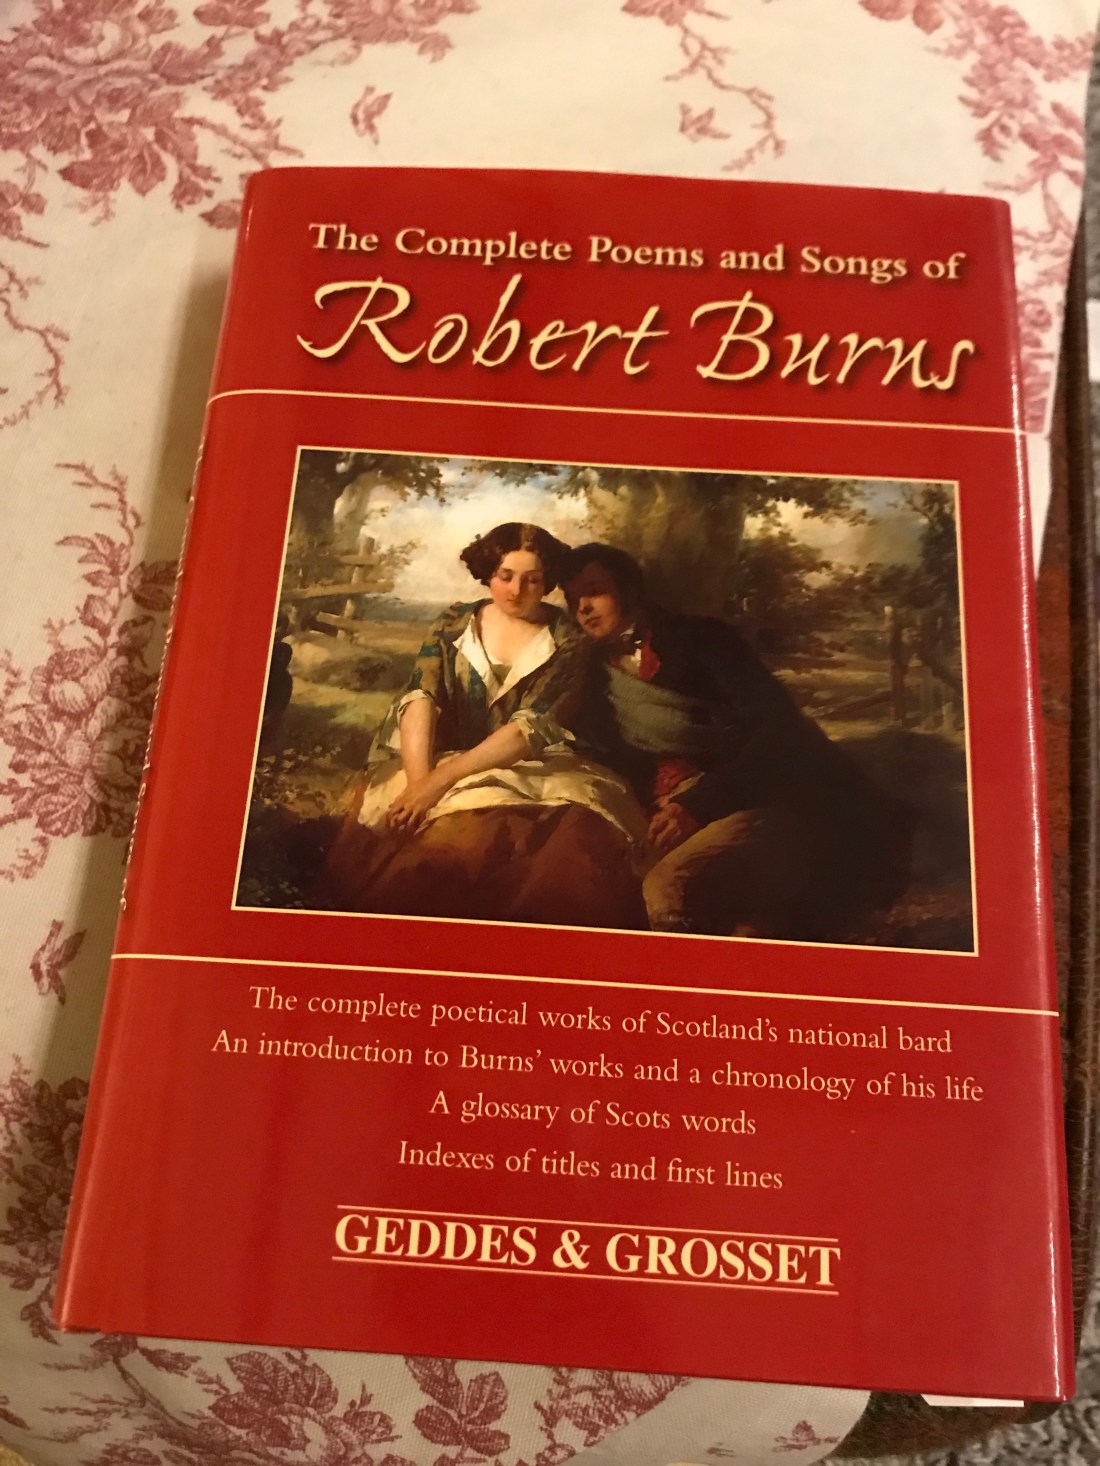 The Complete Poems and Songs of
Robert Burns
The complete poetical works of Scotland's national bard
An introduction to Burns' works and a chronology of his life
A glossary of Scots words
Indexes of titles and first lines
GEDDES & GROSSET